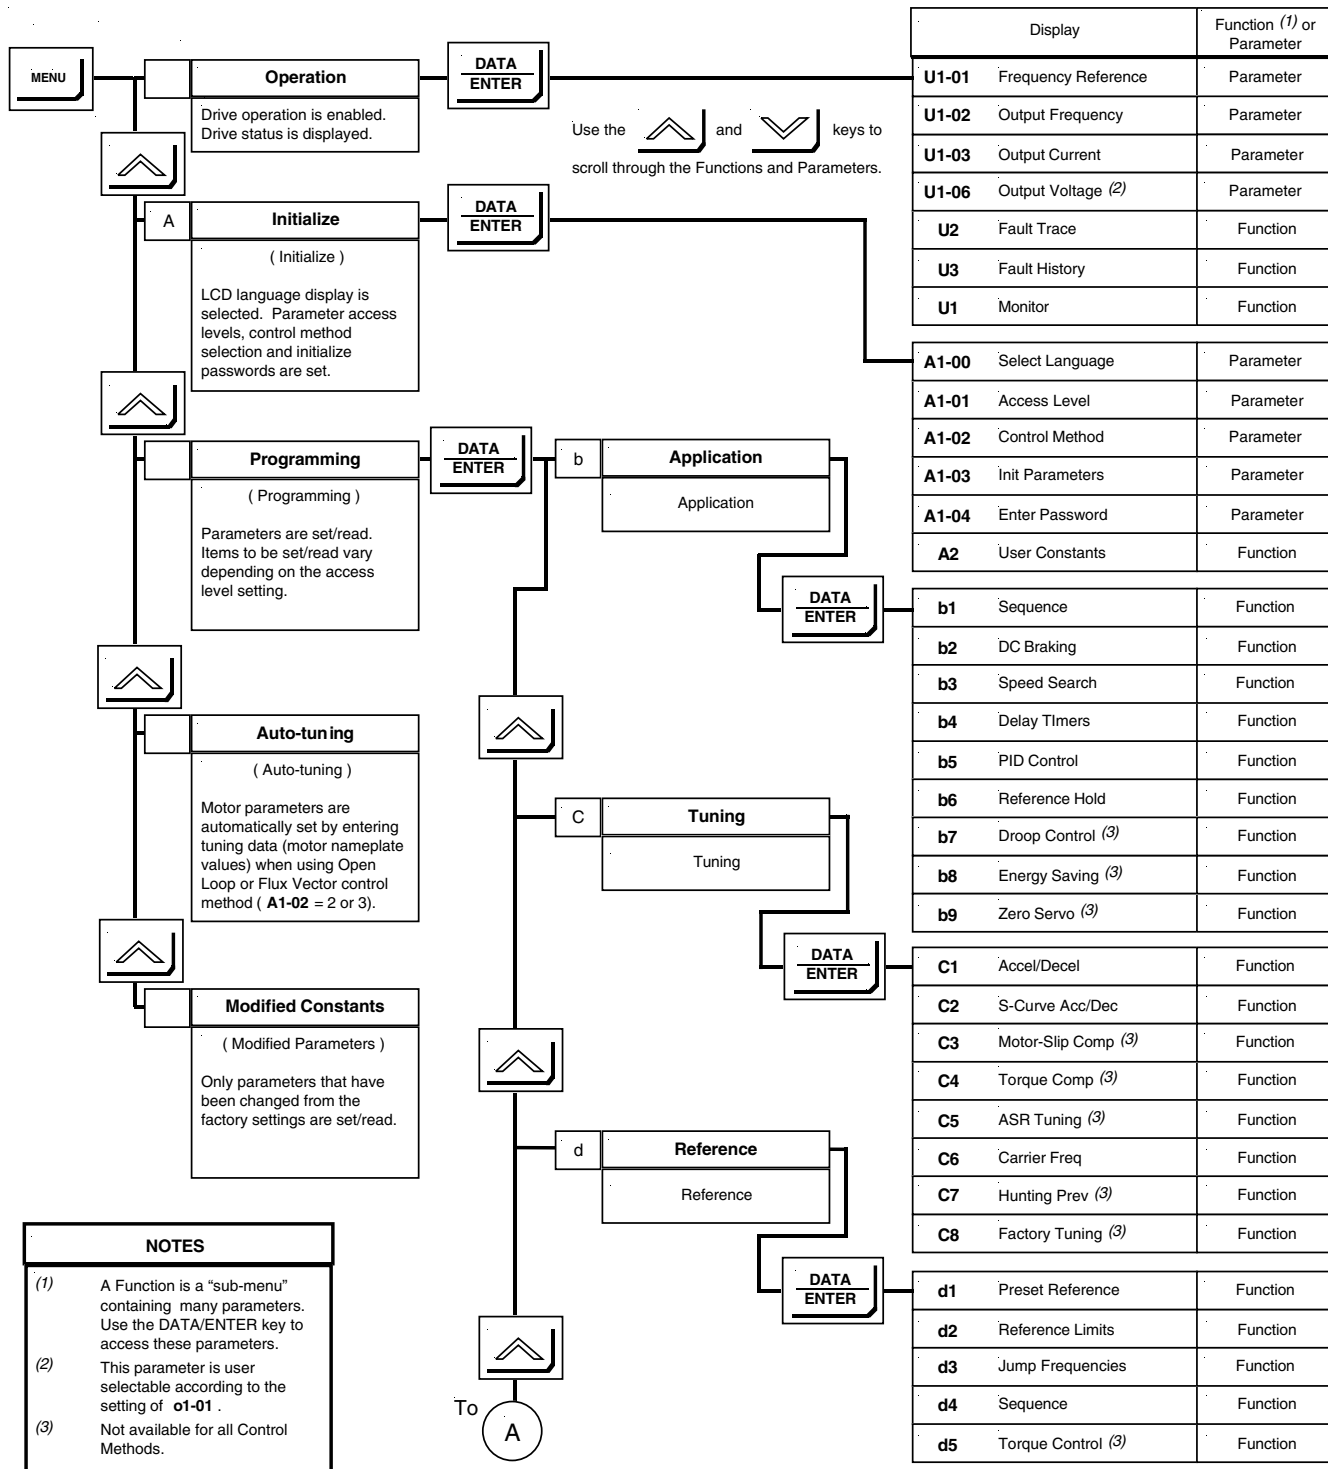 MENU
Operation
Drive operation is enabled.
Drive status is displayed.
DATA
ENTER
Use the and keys to
scroll through the Functions and Parameters.
A Initialize
( Initialize )
LCD language display is
selected. Parameter access
levels, control method
selection and initialize
passwords are set.
DATA
ENTER
Programming
( Programming )
Parameters are set/read.
Items to be set/read vary
depending on the access
level setting.
DATA
ENTER
Auto-tuning
( Auto-tuning )
Motor parameters are
automatically set by entering
tuning data (motor nameplate
values) when using Open
Loop or Flux Vector control
method ( A1-02 = 2 or 3).
Modified Constants
( Modified Parameters )
Only parameters that have
been changed from the
factory settings are set/read.
b Application
Application
DATA
ENTER
C Tuning
Tuning
DATA
ENTER
d Reference
Reference
DATA
ENTER
To
A
Display Function (1) or
Parameter
U1-01 Frequency Reference Parameter
U1-02 Output Frequency Parameter
U1-03 Output Current Parameter
U1-06 Output Voltage (2) Parameter
U2 Fault Trace Function
U3 Fault History Function
U1 Monitor Function
A1-00 Select Language Parameter
A1-01 Access Level Parameter
A1-02 Control Method Parameter
A1-03 Init Parameters Parameter
A1-04 Enter Password Parameter
A2 User Constants Function
b1 Sequence Function
b2 DC Braking Function
b3 Speed Search Function
b4 Delay TImers Function
b5 PID Control Function
b6 Reference Hold Function
b7 Droop Control (3) Function
b8 Energy Saving (3) Function
b9 Zero Servo (3) Function
C1 Accel/Decel Function
C2 S-Curve Acc/Dec Function
C3 Motor-Slip Comp (3) Function
C4 Torque Comp (3) Function
C5 ASR Tuning (3) Function
C6 Carrier Freq Function
C7 Hunting Prev (3) Function
C8 Factory Tuning (3) Function
d1 Preset Reference Function
d2 Reference Limits Function
d3 Jump Frequencies Function
d4 Sequence Function
d5 Torque Control (3) Function
NOTES
(1) A Function is a “sub-menu”
containing many parameters.
Use the DATA/ENTER key to
access these parameters.
(2) This parameter is user
selectable according to the
setting of o1-01 .
(3) Not available for all Control
Methods.